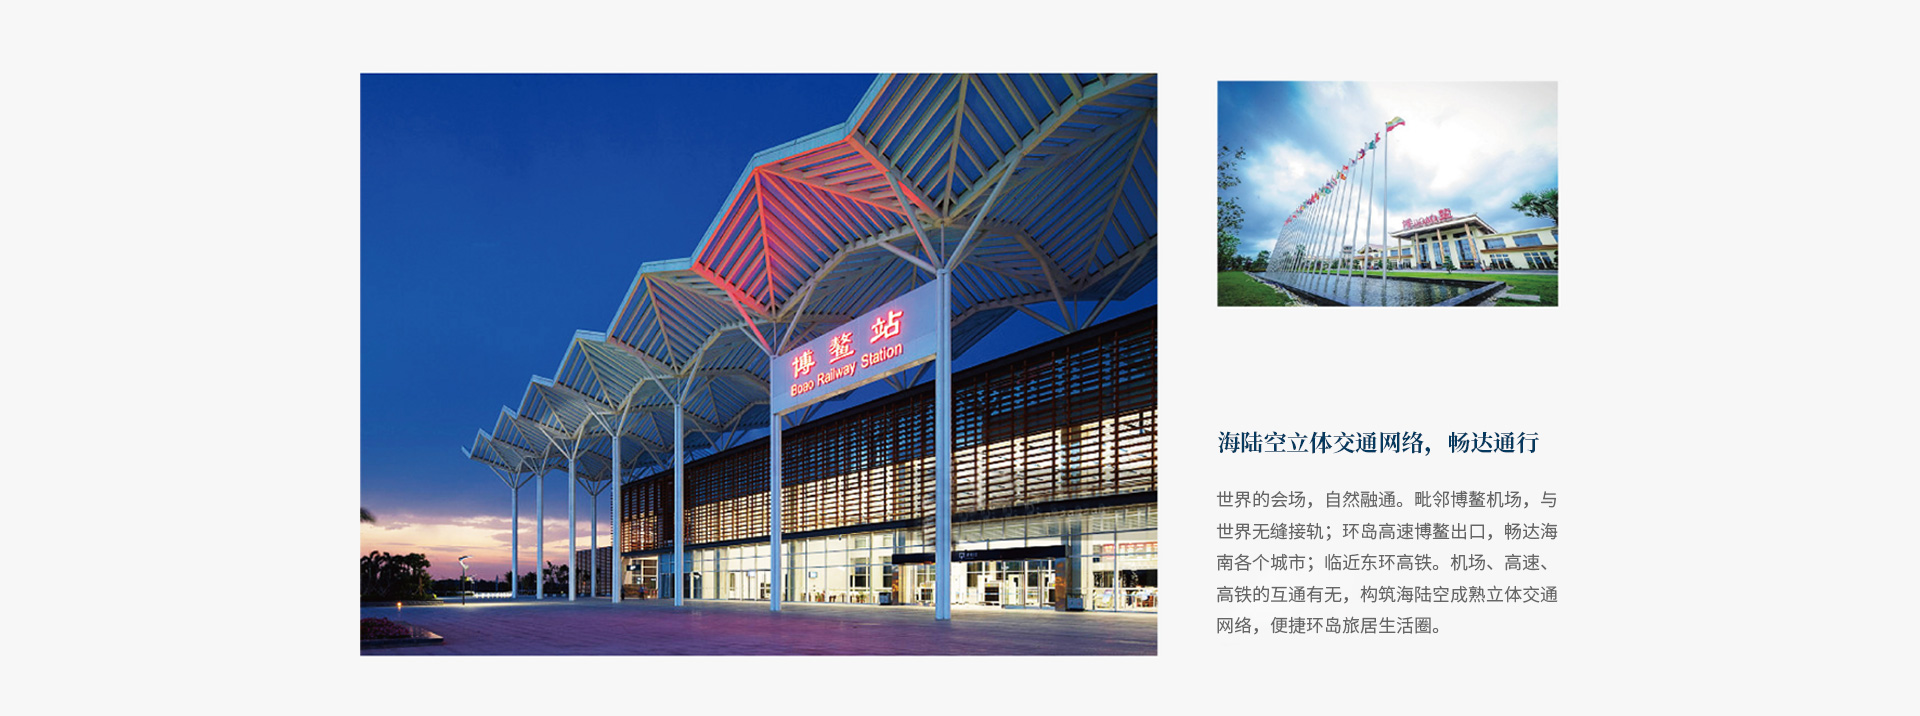 博鳌站
Boao Railway Station
海陆空立体交通网络，畅达通行
世界的会场，自然融通。毗邻博鳌机场，与
世界无缝接轨；环岛高速博鳌出口，畅达海
南各个城市；临近东环高铁。机场、高速、
高铁的互通有无，构筑海陆空成熟立体交通
网络，便捷环岛旅居生活圈。